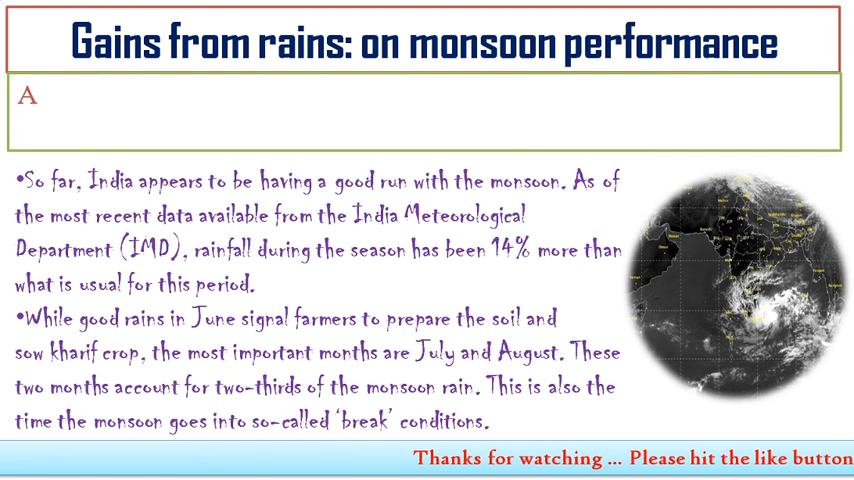 Gains from rains: on monsoon performance
A
•So far, India appears to be having a good run with the monsoon. As of
the most recent data available from the India Meteorological
Department (IMD), rainfall during the season has been 14% more than
what is usual for this period.
•While good rains in June signal farmers to prepare the soil and
sow kharif crop, the most important months are July and August. These
two months account for two-thirds of the monsoon rain. This is also the
time the monsoon goes into so-called ‘break’ conditions.
Thanks for watching ... Please hit the like button